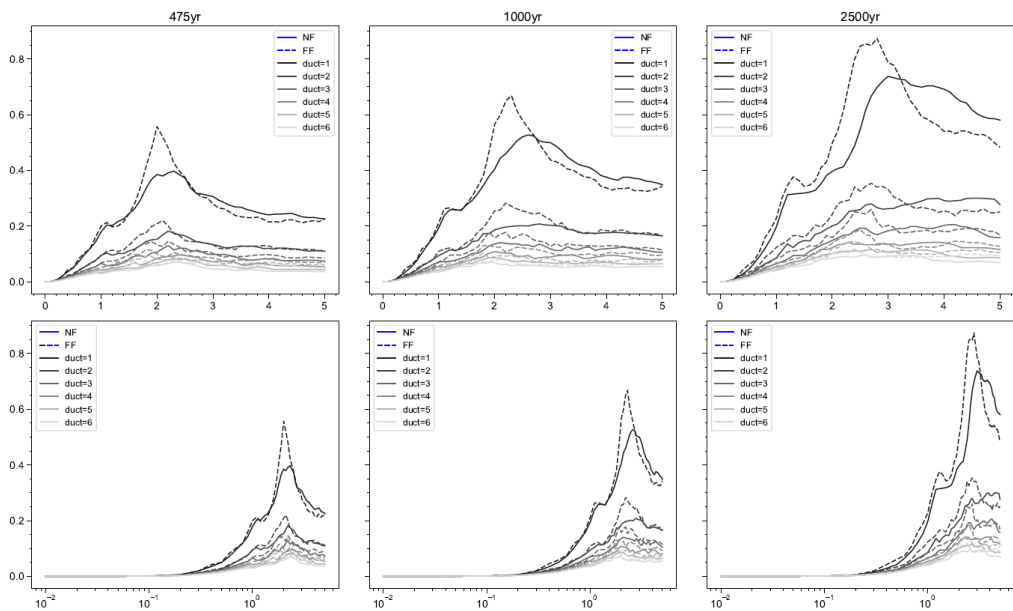 475yr
1000yr
2500yr
0.8
0.6
0.4
0.2
0.0
NF
FF
duct=1
duct=2
duct=3
duct=4
duct=5
duct=6
NF
FF
duct=1
duct=2
duct=3
duct=4
duct=5
duct=6
NF
FF
duct=1
duct=2
duct=3
duct=4
duct=5
duct=6
0 1 2 3 4 5
0 1 2 3 4 5
0 1 2 3 4 5
0.8
0.6
0.4
0.2
0.0
NF
FF
duct=1
duct=2
duct=3
duct=4
duct=5
duct=6
NF
FF
duct=1
duct=2
duct=3
duct=4
duct=5
duct=6
NF
FF
duct=1
duct=2
duct=3
duct=4
duct=5
duct=6
10⁻² 10⁻¹ 10⁰
10⁻² 10⁻¹ 10⁰
10⁻² 10⁻¹ 10⁰